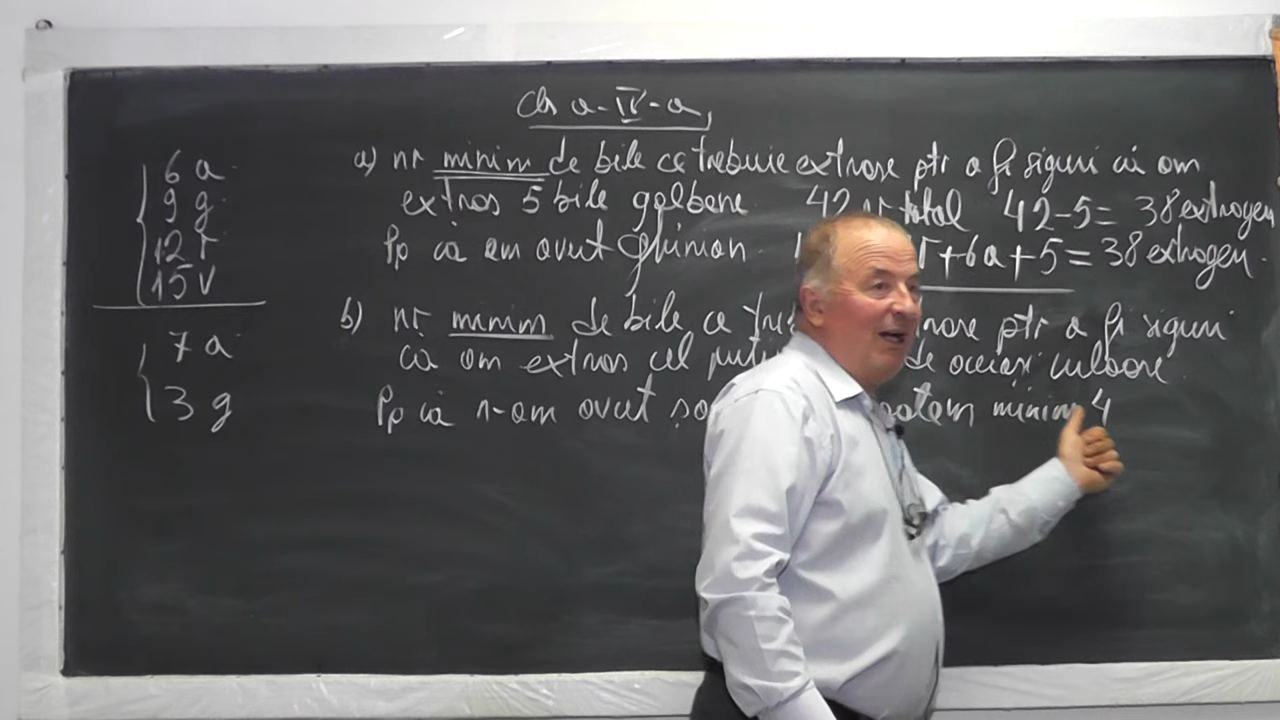 Cls a-IV-a,
6 a
9 g
12 r
15 v
7 a
3 g
a) nr minim de bile ce trebuie extrase ptr a fi siguri că am
extras 5 bile galbene 42 total 42-5= 38 extrageri
Pp că am avut ghinion +6a+5=38 extrageri.
b) nr minim de bile ce ptr a fi siguri
că am extras cel de aceiași culoare
Pp că n-am avut minim 4